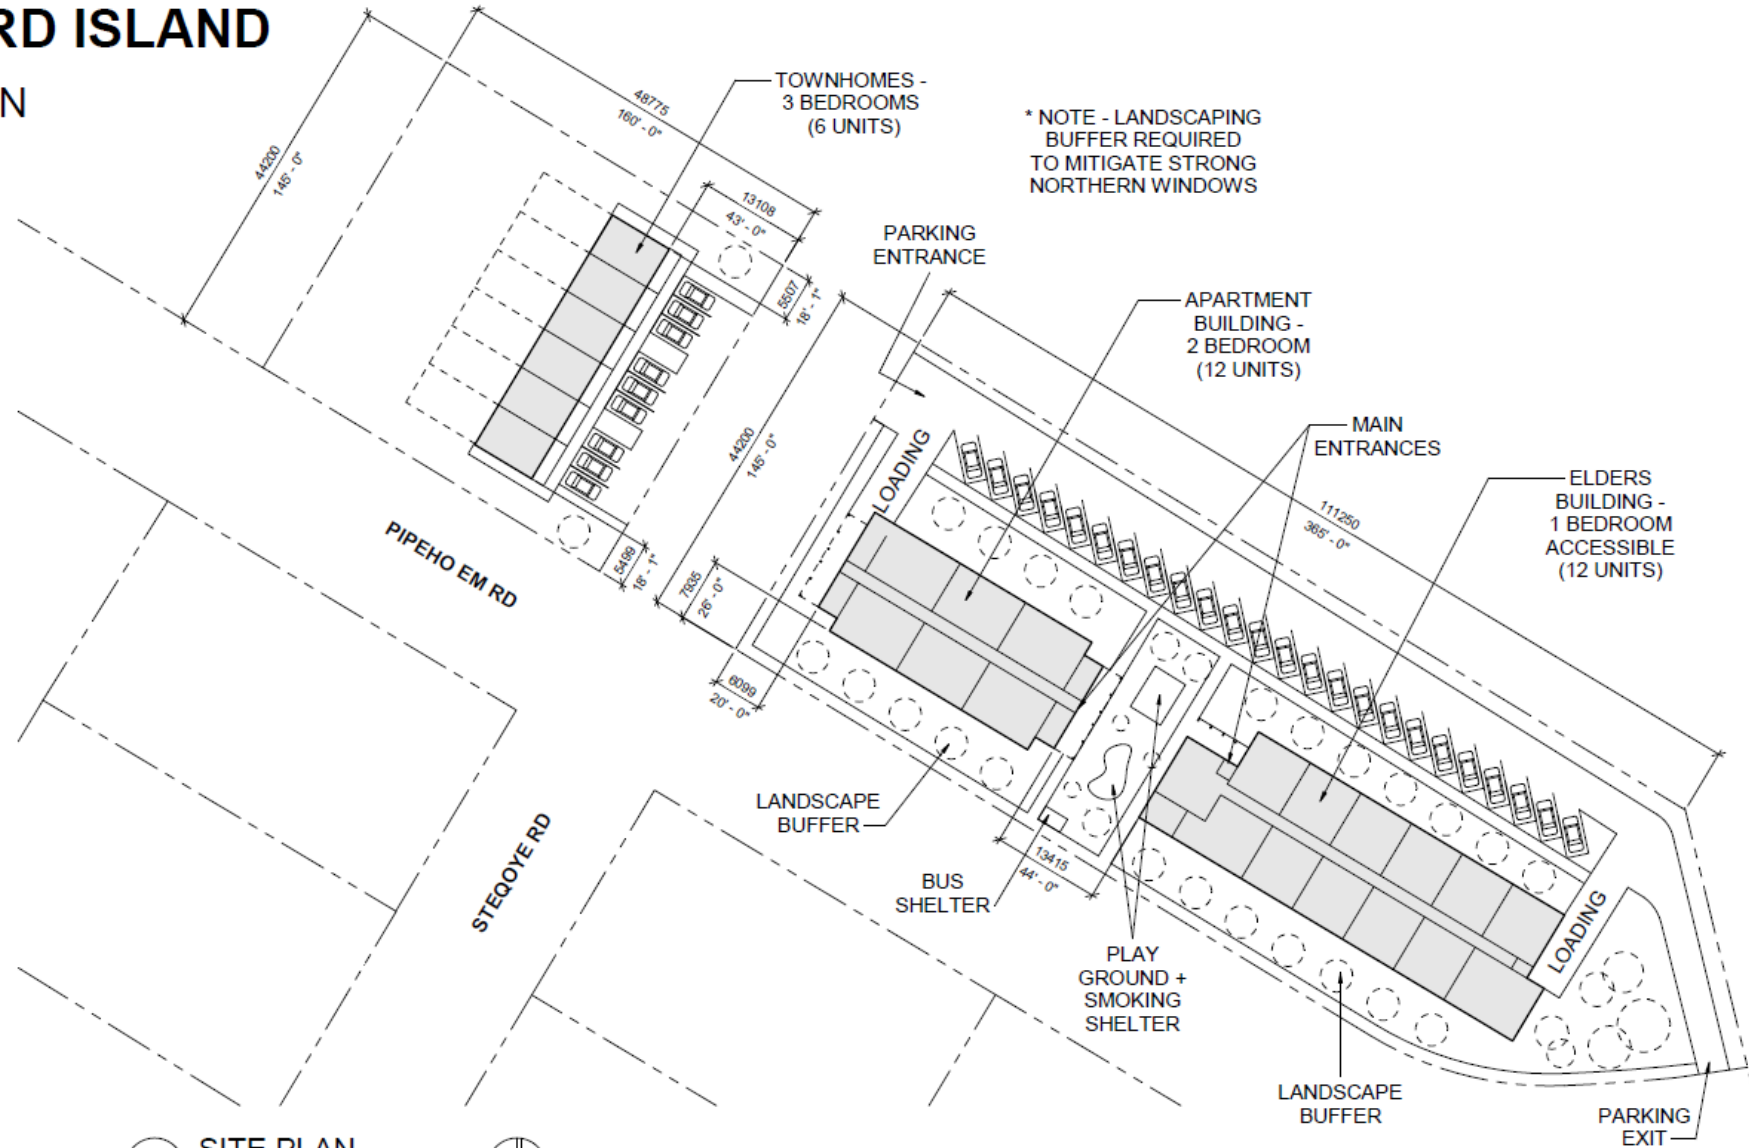 RD ISLAND
N
TOWNHOMES -
3 BEDROOMS
(6 UNITS)
* NOTE - LANDSCAPING
BUFFER REQUIRED
TO MITIGATE STRONG
NORTHERN WINDOWS
48775
160' - 0"
44200
145' - 0"
13108
43' - 0"
5507
18' - 1"
PARKING
ENTRANCE
APARTMENT
BUILDING -
2 BEDROOM
(12 UNITS)
MAIN
ENTRANCES
ELDERS
BUILDING -
1 BEDROOM
ACCESSIBLE
(12 UNITS)
44200
145' - 0"
LOADING
111250
365' - 0"
PIPEHO EM RD
5499
18' - 1"
7935
26' - 0"
6099
20' - 0"
LANDSCAPE
BUFFER
STEQOYE RD
BUS
SHELTER
13415
44' - 0"
PLAY
GROUND +
SMOKING
SHELTER
LOADING
LANDSCAPE
BUFFER
PARKING
EXIT
SITE PLAN